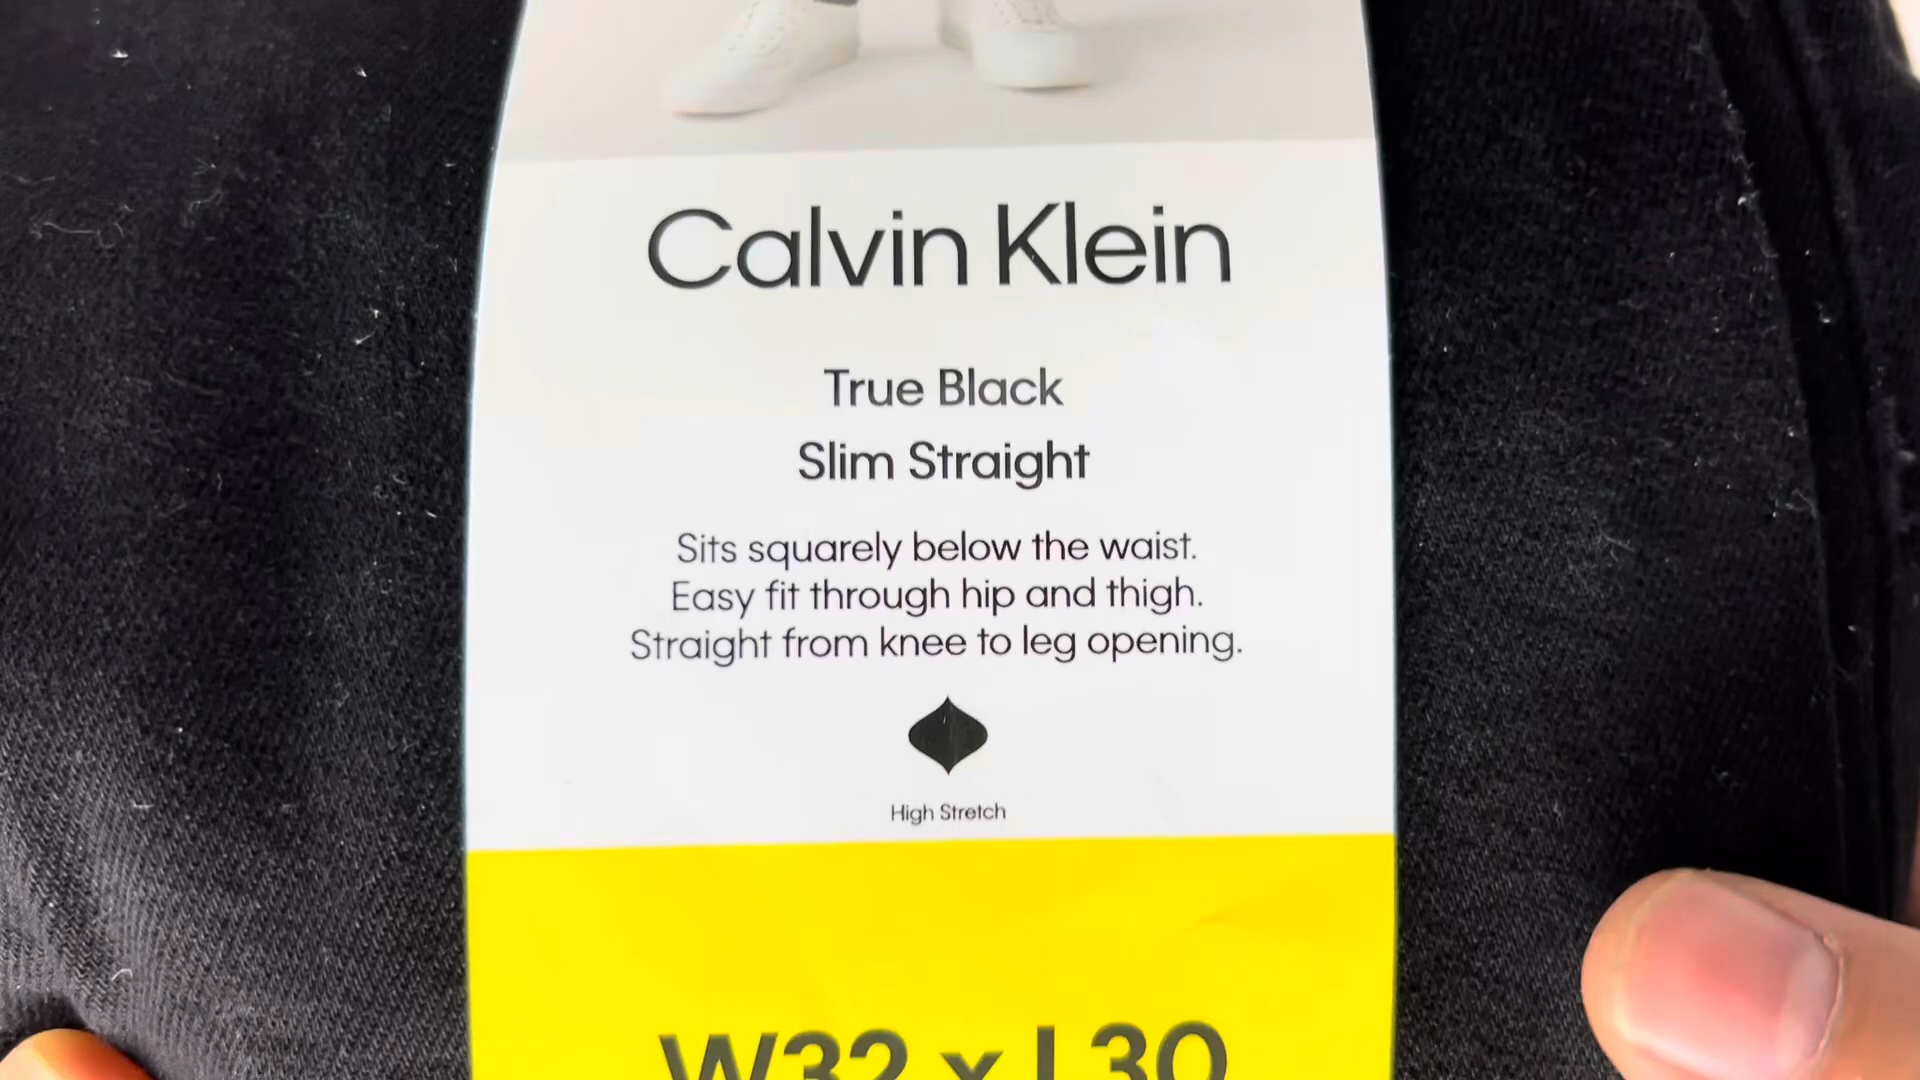 Calvin Klein
True Black
Slim Straight
Sits squarely below the waist.
Easy fit through hip and thigh.
Straight from knee to leg opening.
High Stretch
W32 x L30